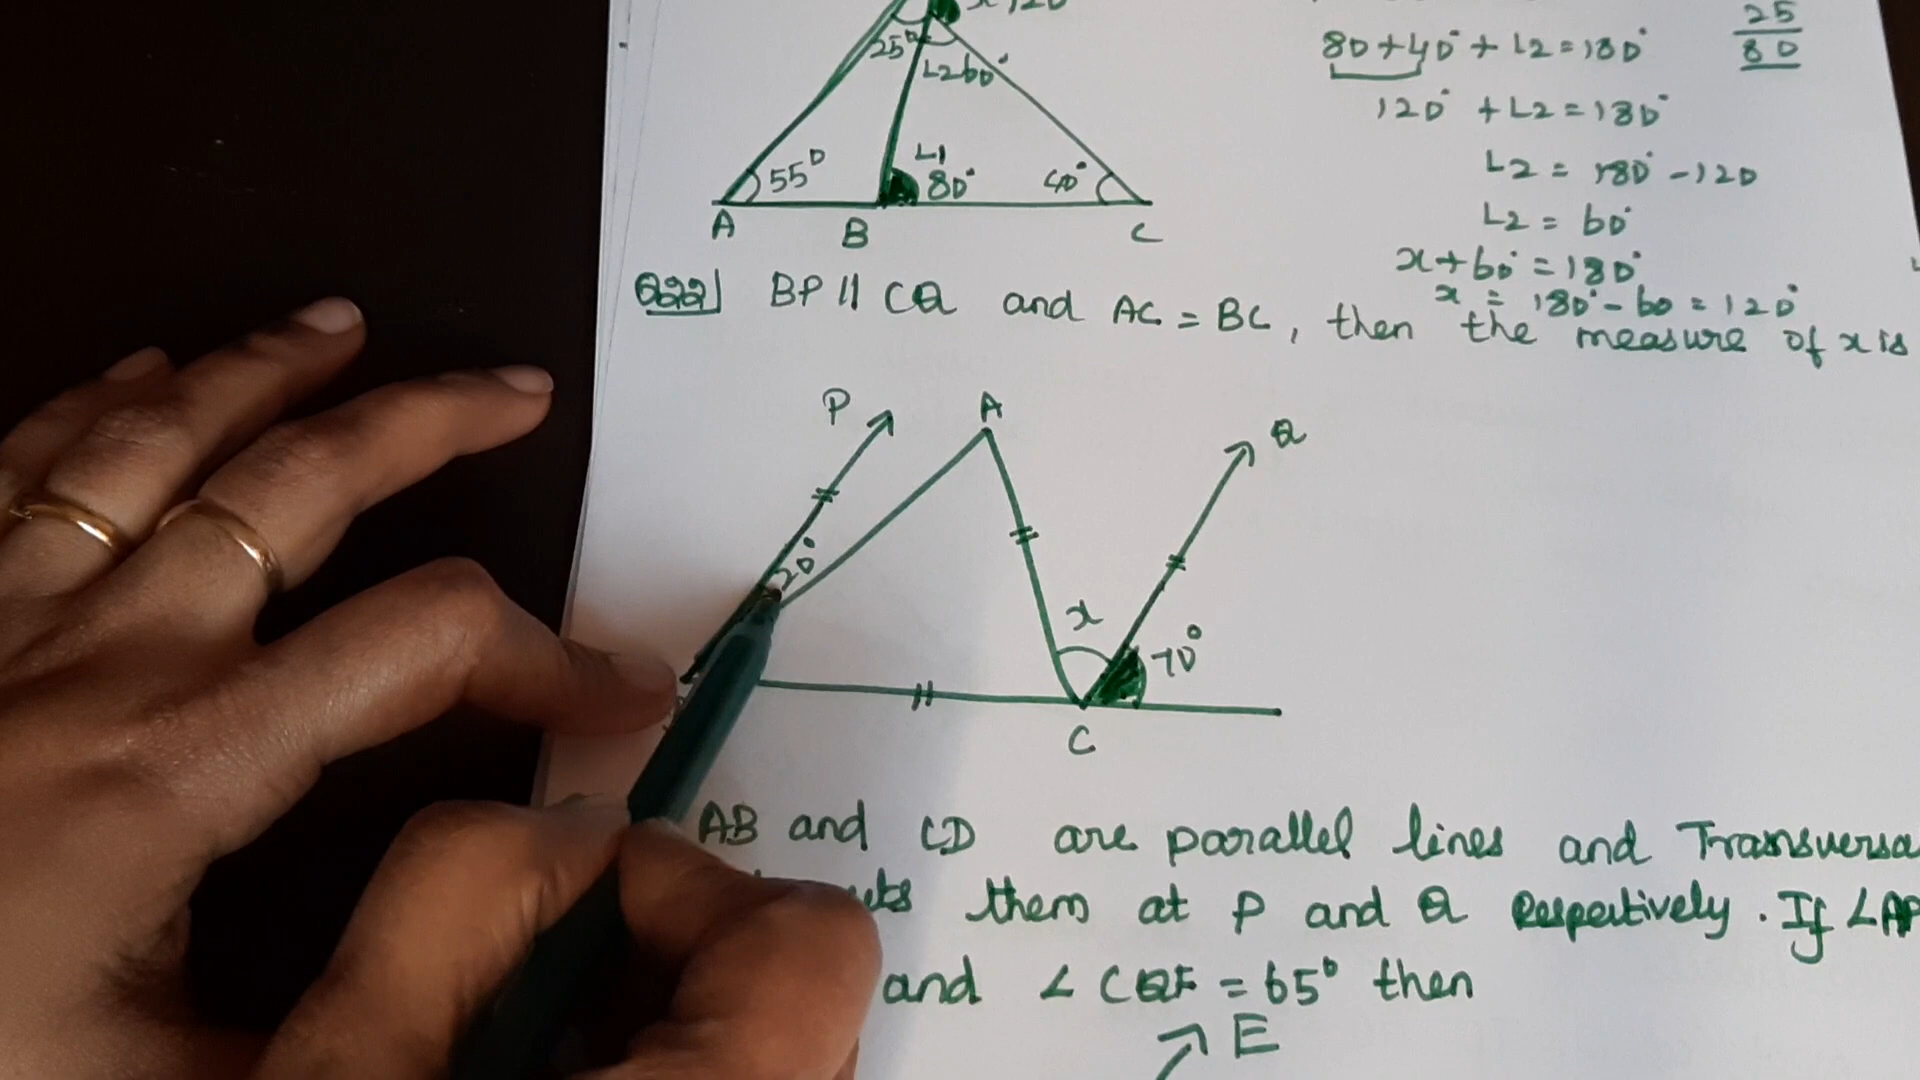 25
80+40°+L2=180°
80
25°
L2 60°
120° + L2 = 180°
L2 = 180° - 120
L2 = 60°
x+60° = 180°
x = 180° - 60 = 120°
55°
L1
80°
40°
A
B
C
Q22] BP || CQ and AC = BC, then the measure of x is
P
A
Q
20°
x
70°
C
AB and CD are parallel lines and Transversa
them at P and Q Respectively. If ∠AP
and ∠CQF = 65° then
E